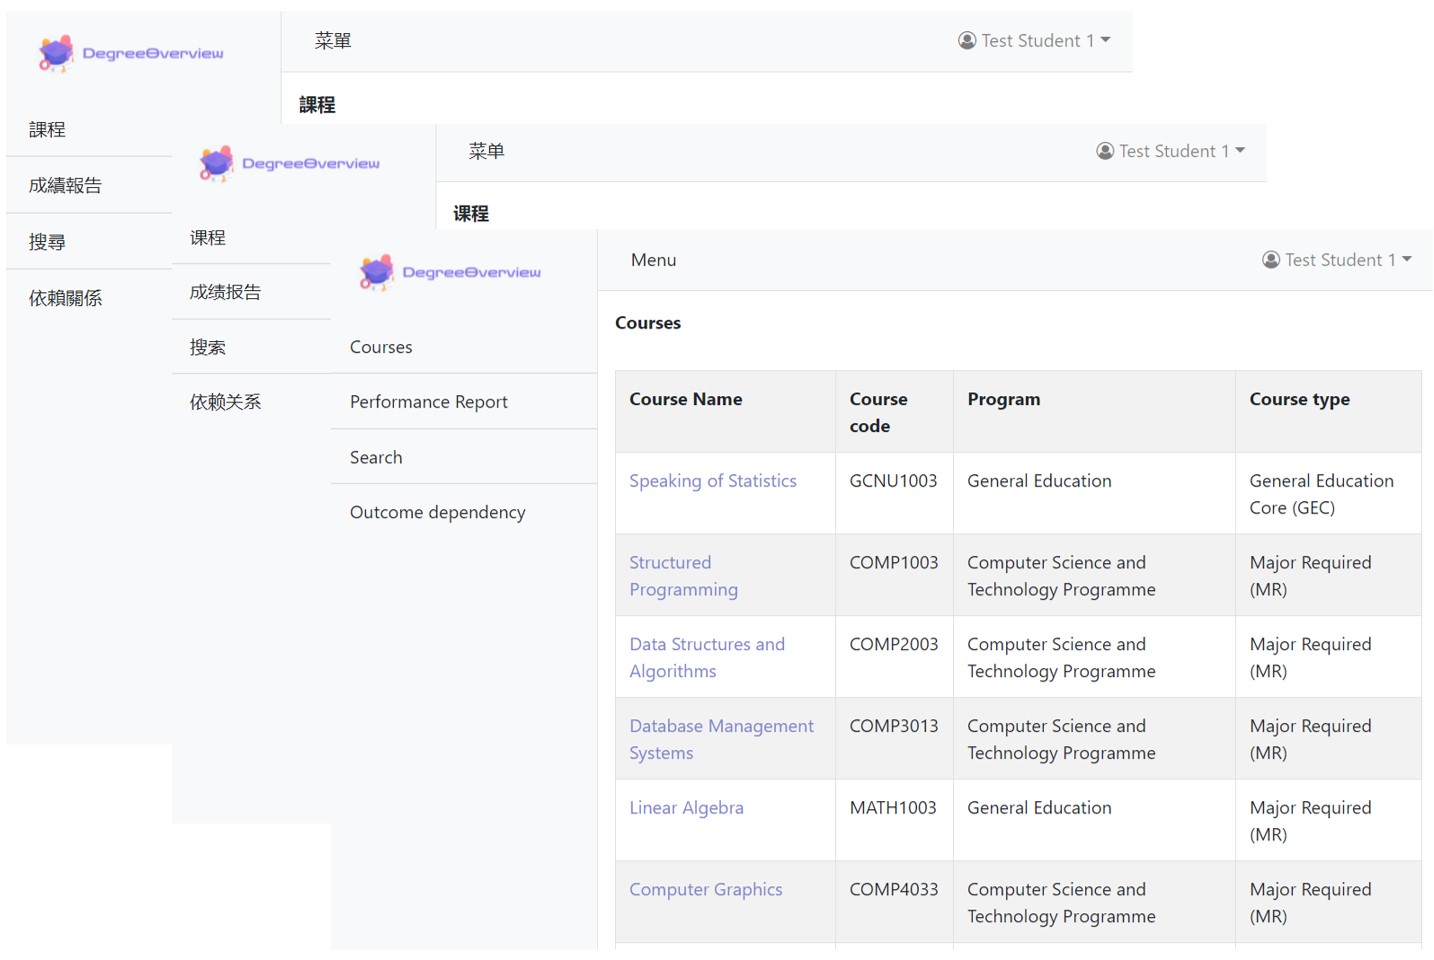 DegreeΘverview
菜單
Test Student 1
課程
課程
成績報告
搜尋
依賴關係
DegreeΘverview
菜单
Test Student 1
课程
课程
成绩报告
搜索
依赖关系
DegreeΘverview
Menu
Test Student 1
Courses
Performance Report
Search
Outcome dependency
Courses
Course Name
Course
code
Program
Course type
Speaking of Statistics
GCNU1003
General Education
General Education
Core (GEC)
Structured
Programming
COMP1003
Computer Science and
Technology Programme
Major Required
(MR)
Data Structures and
Algorithms
COMP2003
Computer Science and
Technology Programme
Major Required
(MR)
Database Management
Systems
COMP3013
Computer Science and
Technology Programme
Major Required
(MR)
Linear Algebra
MATH1003
General Education
Major Required
(MR)
Computer Graphics
COMP4033
Computer Science and
Technology Programme
Major Required
(MR)